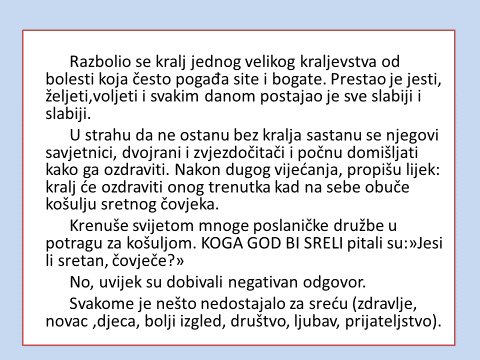 Razbolio se kralj jednog velikog kraljevstva od
bolesti koja često pogađa site i bogate. Prestao je jesti,
željeti,voljeti i svakim danom postajao je sve slabiji i
slabiji.
U strahu da ne ostanu bez kralja sastanu se njegovi
savjetnici, dvojrani i zvjezdočitači i počnu domišljati
kako ga ozdraviti. Nakon dugog vijećanja, propišu lijek:
kralj će ozdraviti onog trenutka kad na sebe obuče
košulju sretnog čovjeka.
Krenuše svijetom mnoge poslaničke družbe u
potragu za košuljom. KOGA GOD BI SRELI pitali su:»Jesi
li sretan, čovječe?»
No, uvijek su dobivali negativan odgovor.
Svakome je nešto nedostajalo za sreću (zdravlje,
novac ,djeca, bolji izgled, društvo, ljubav, prijateljstvo).